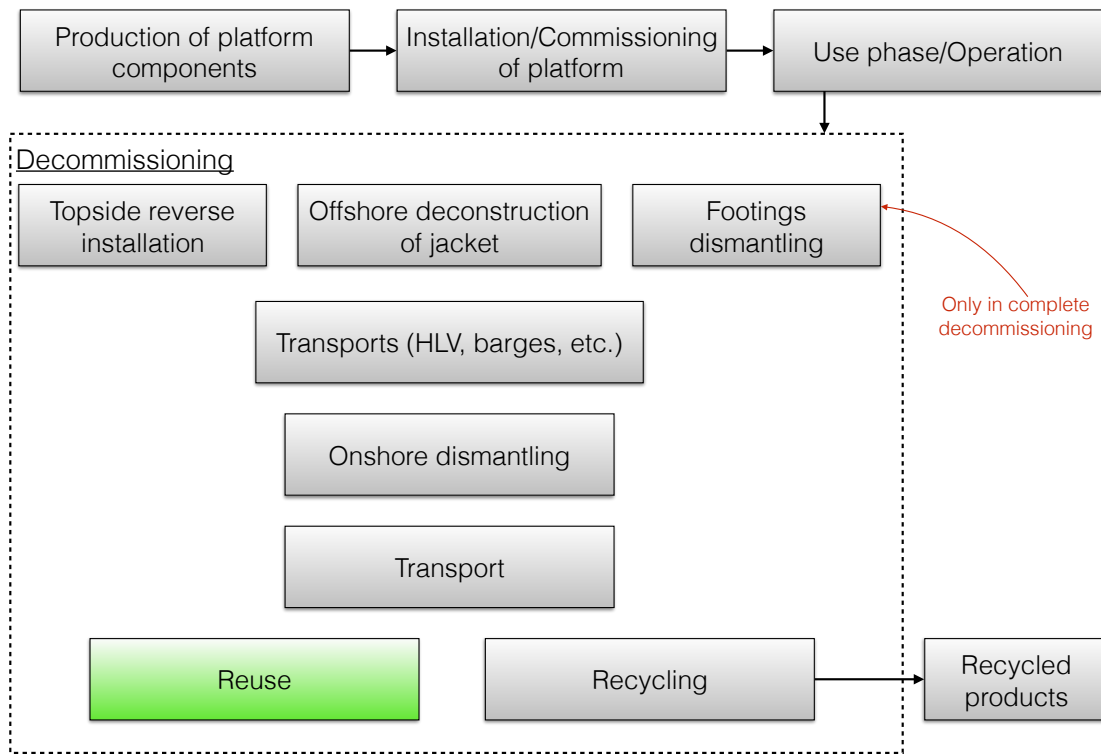 Production of platform
components
Installation/Commissioning
of platform
Use phase/Operation
Decommissioning
Topside reverse
installation
Offshore deconstruction
of jacket
Footings
dismantling
Only in complete
decommissioning
Transports (HLV, barges, etc.)
Onshore dismantling
Transport
Reuse
Recycling
Recycled
products